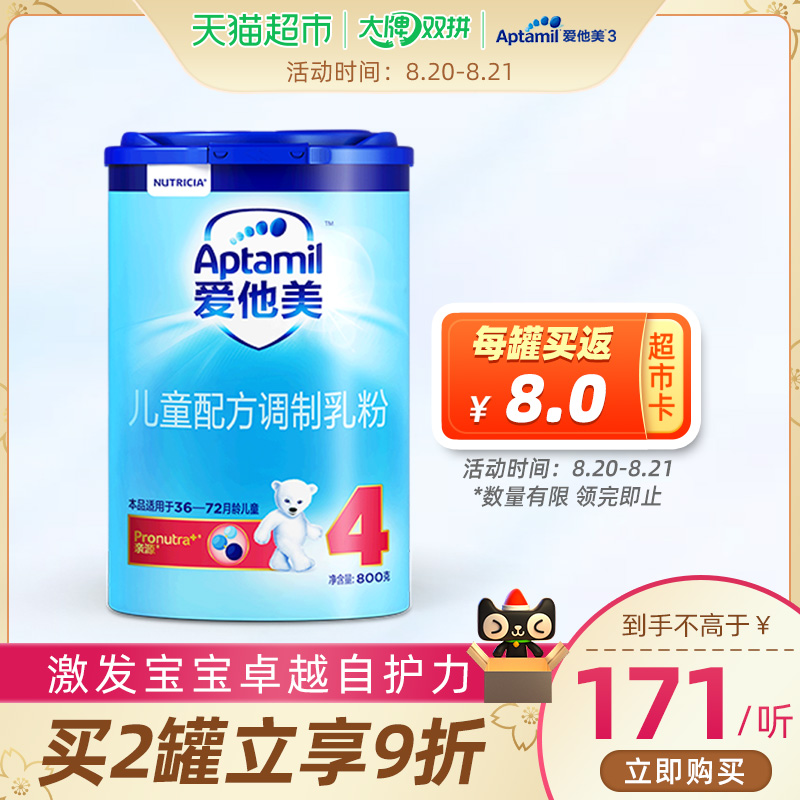 天猫超市 大牌双拼 Aptamil 爱他美3
活动时间：8.20-8.21
NUTRICIA
Aptamil™
爱他美
儿童配方调制乳粉
本品适用于36—72月龄儿童
Pronutra+*
亲源*
4
净含量:800克
每罐买返
￥8.0
超市卡
活动时间：8.20-8.21
*数量有限 领完即止
激发宝宝卓越自护力
买2罐立享9折
到手不高于￥
171/听
立即购买